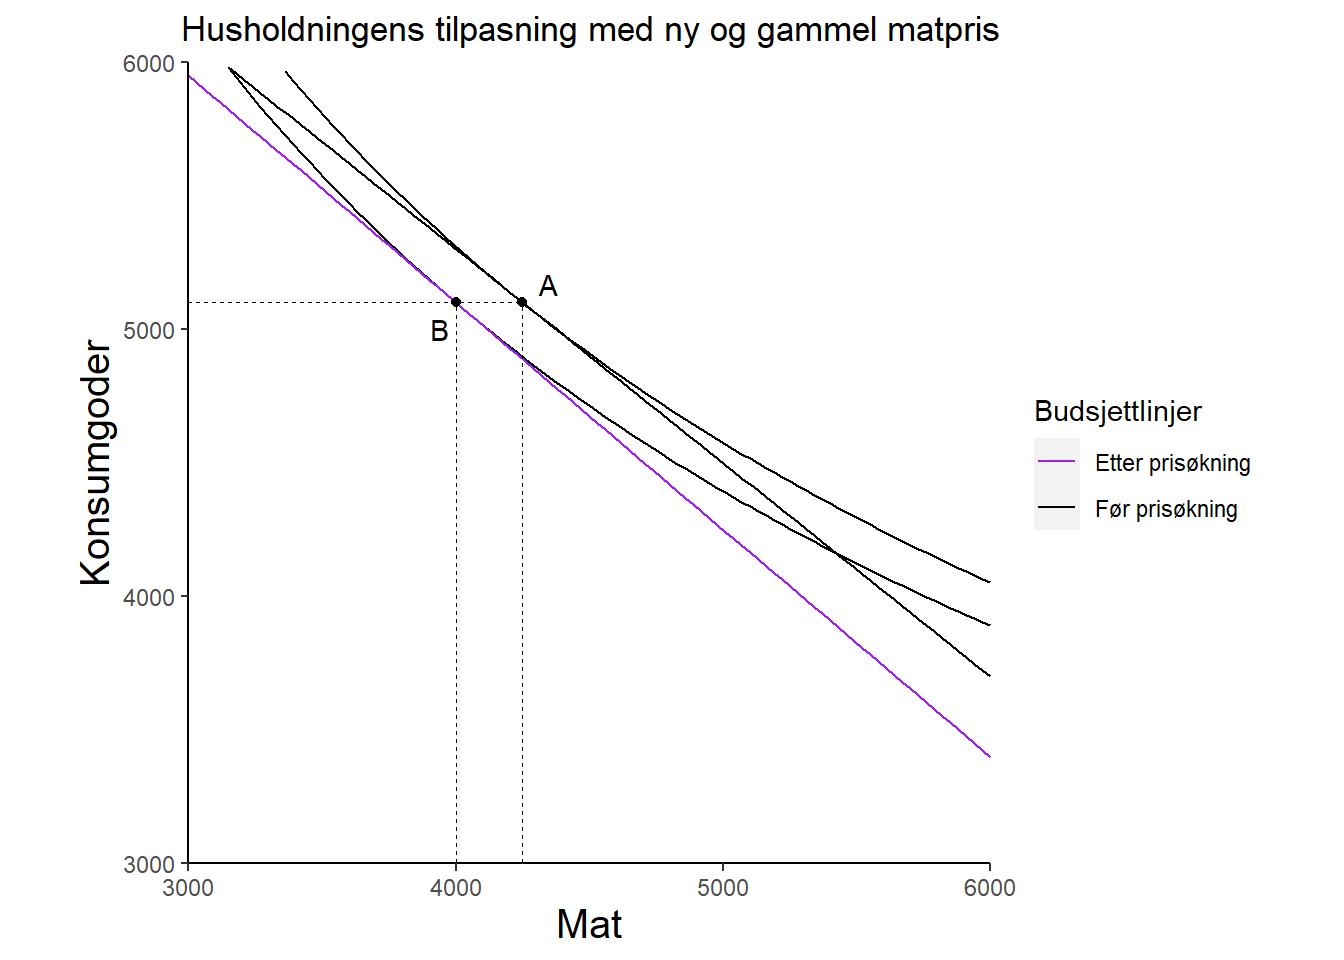 Husholdningens tilpasning med ny og gammel matpris
6000
5000
4000
3000
Konsumgoder
A
B
3000 4000 5000 6000
Mat
Budsjettlinjer
Etter prisøkning
Før prisøkning